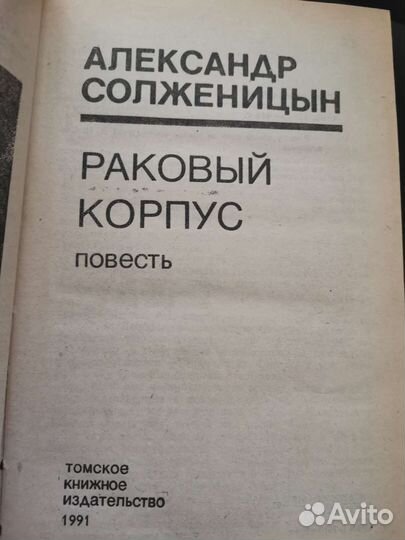 АЛЕКСАНДР
СОЛЖЕНИЦЫН
РАКОВЫЙ
КОРПУС
повесть
томское
книжное
издательство
1991
Avito